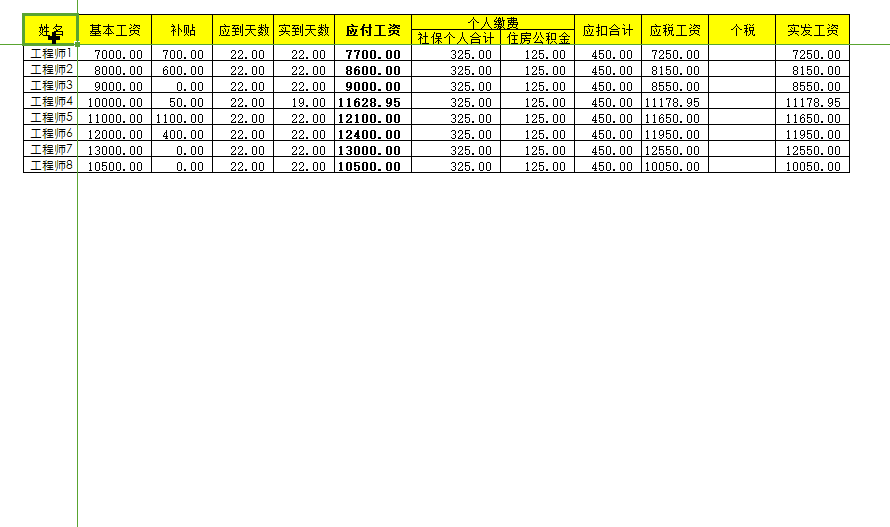 姓名 基本工资 补贴 应到天数 实到天数 应付工资 个人缴费 应扣合计 应税工资 个税 实发工资
社保个人合计 住房公积金
工程师1 7000.00 700.00 22.00 22.00 7700.00 325.00 125.00 450.00 7250.00 7250.00
工程师2 8000.00 600.00 22.00 22.00 8600.00 325.00 125.00 450.00 8150.00 8150.00
工程师3 9000.00 0.00 22.00 22.00 9000.00 325.00 125.00 450.00 8550.00 8550.00
工程师4 10000.00 50.00 22.00 19.00 11628.95 325.00 125.00 450.00 11178.95 11178.95
工程师5 11000.00 1100.00 22.00 22.00 12100.00 325.00 125.00 450.00 11650.00 11650.00
工程师6 12000.00 400.00 22.00 22.00 12400.00 325.00 125.00 450.00 11950.00 11950.00
工程师7 13000.00 0.00 22.00 22.00 13000.00 325.00 125.00 450.00 12550.00 12550.00
工程师8 10500.00 0.00 22.00 22.00 10500.00 325.00 125.00 450.00 10050.00 10050.00